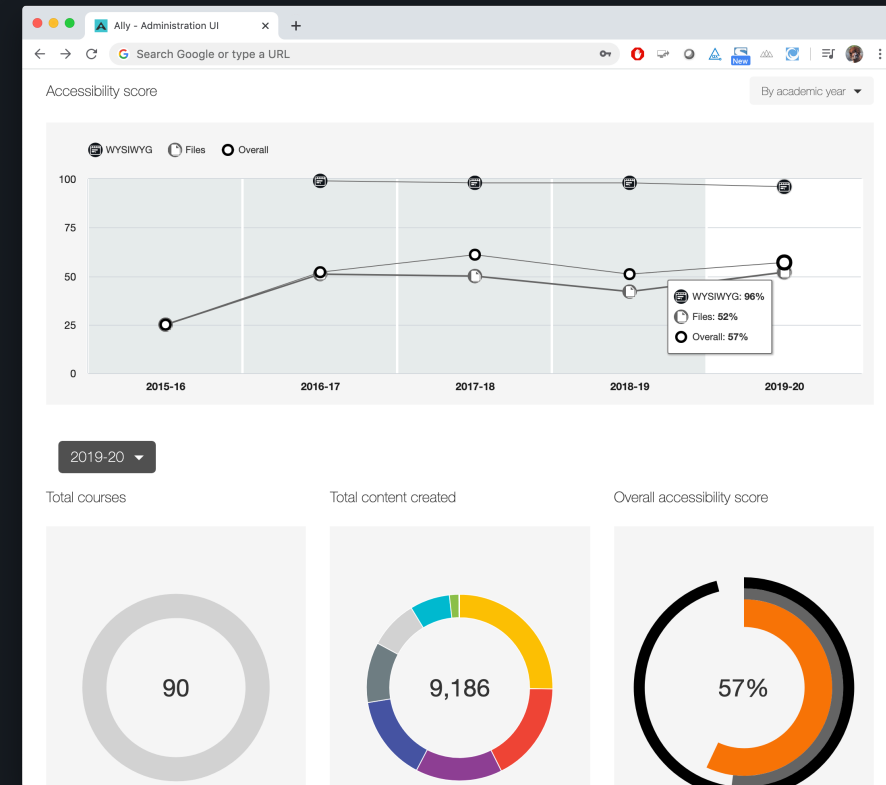 Ally - Administration UI
Search Google or type a URL
New
Accessibility score
By academic year
WYSIWYG Files Overall
100
75
50
25
0
WYSIWYG: 96%
Files: 52%
Overall: 57%
2015-16 2016-17 2017-18 2018-19 2019-20
2019-20
Total courses Total content created Overall accessibility score
90 9,186 57%